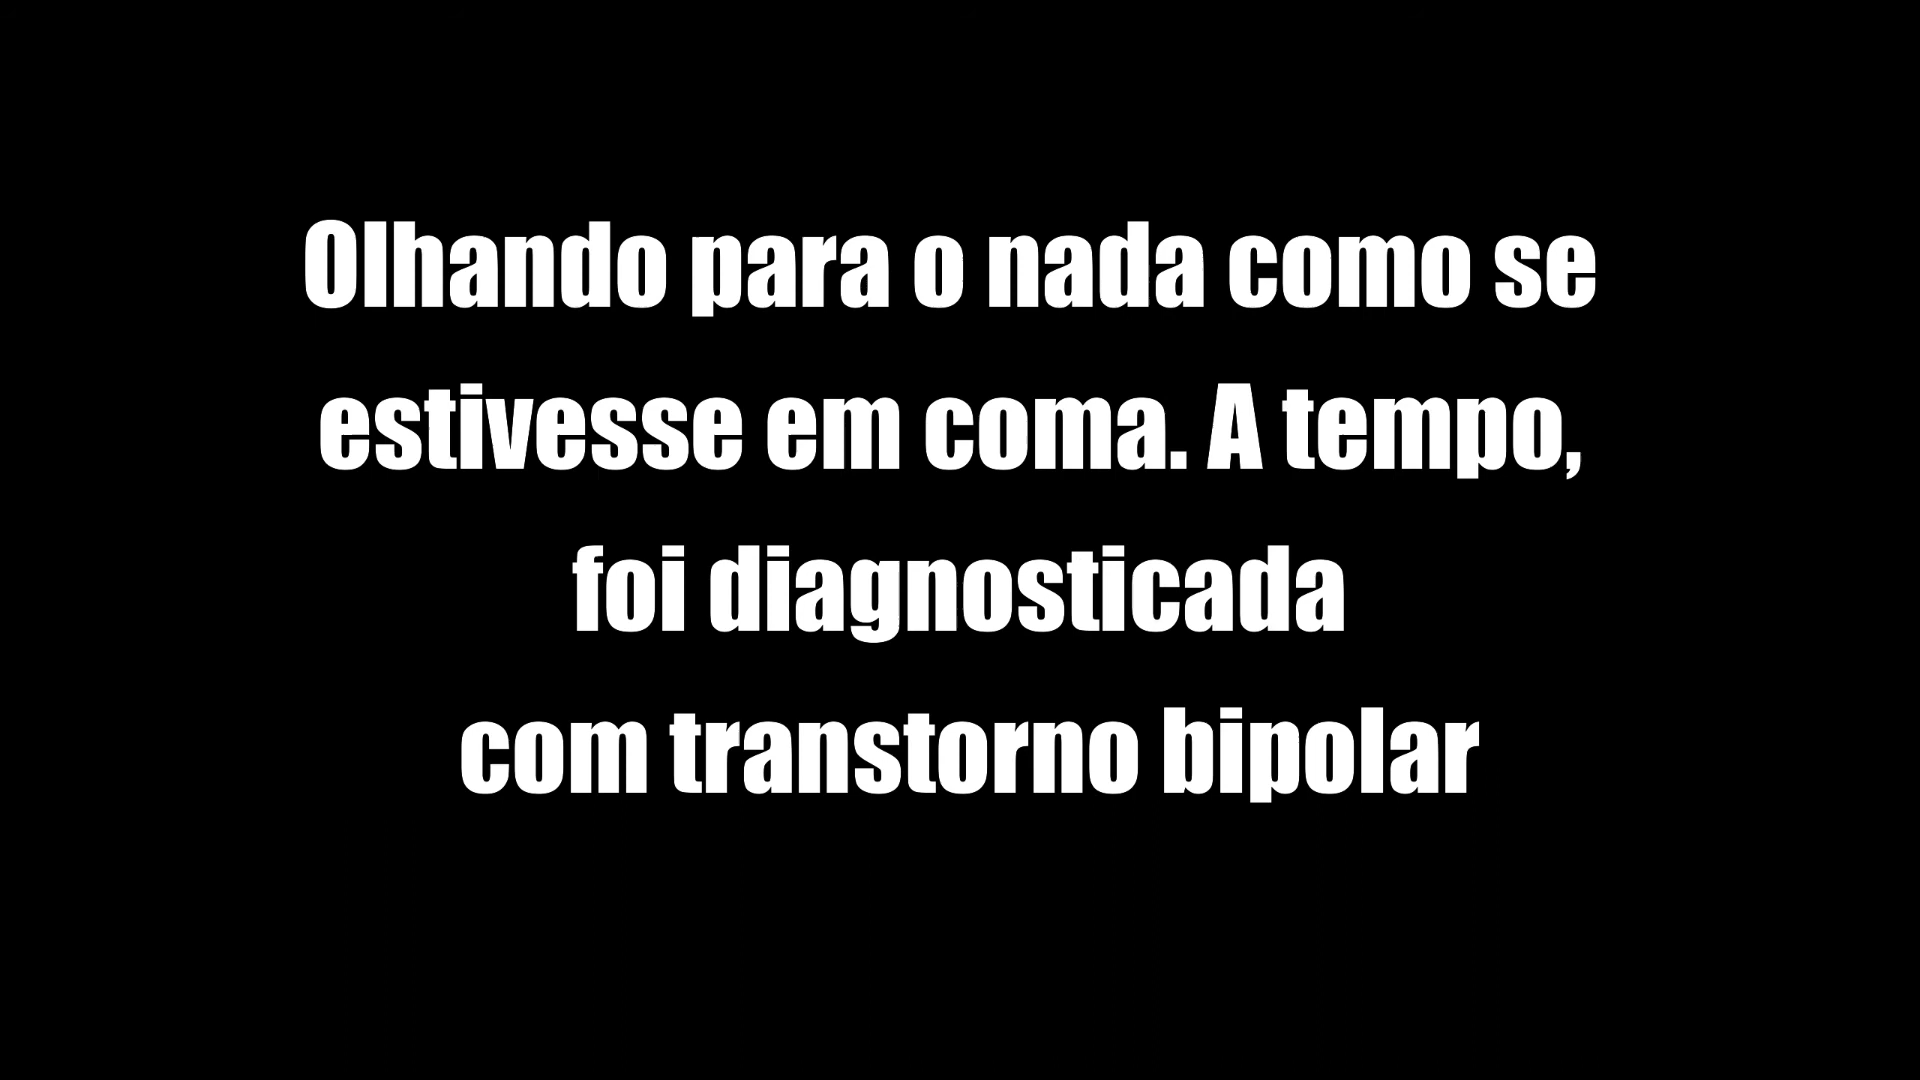 Olhando para o nada como se
estivesse em coma. A tempo,
foi diagnosticada
com transtorno bipolar